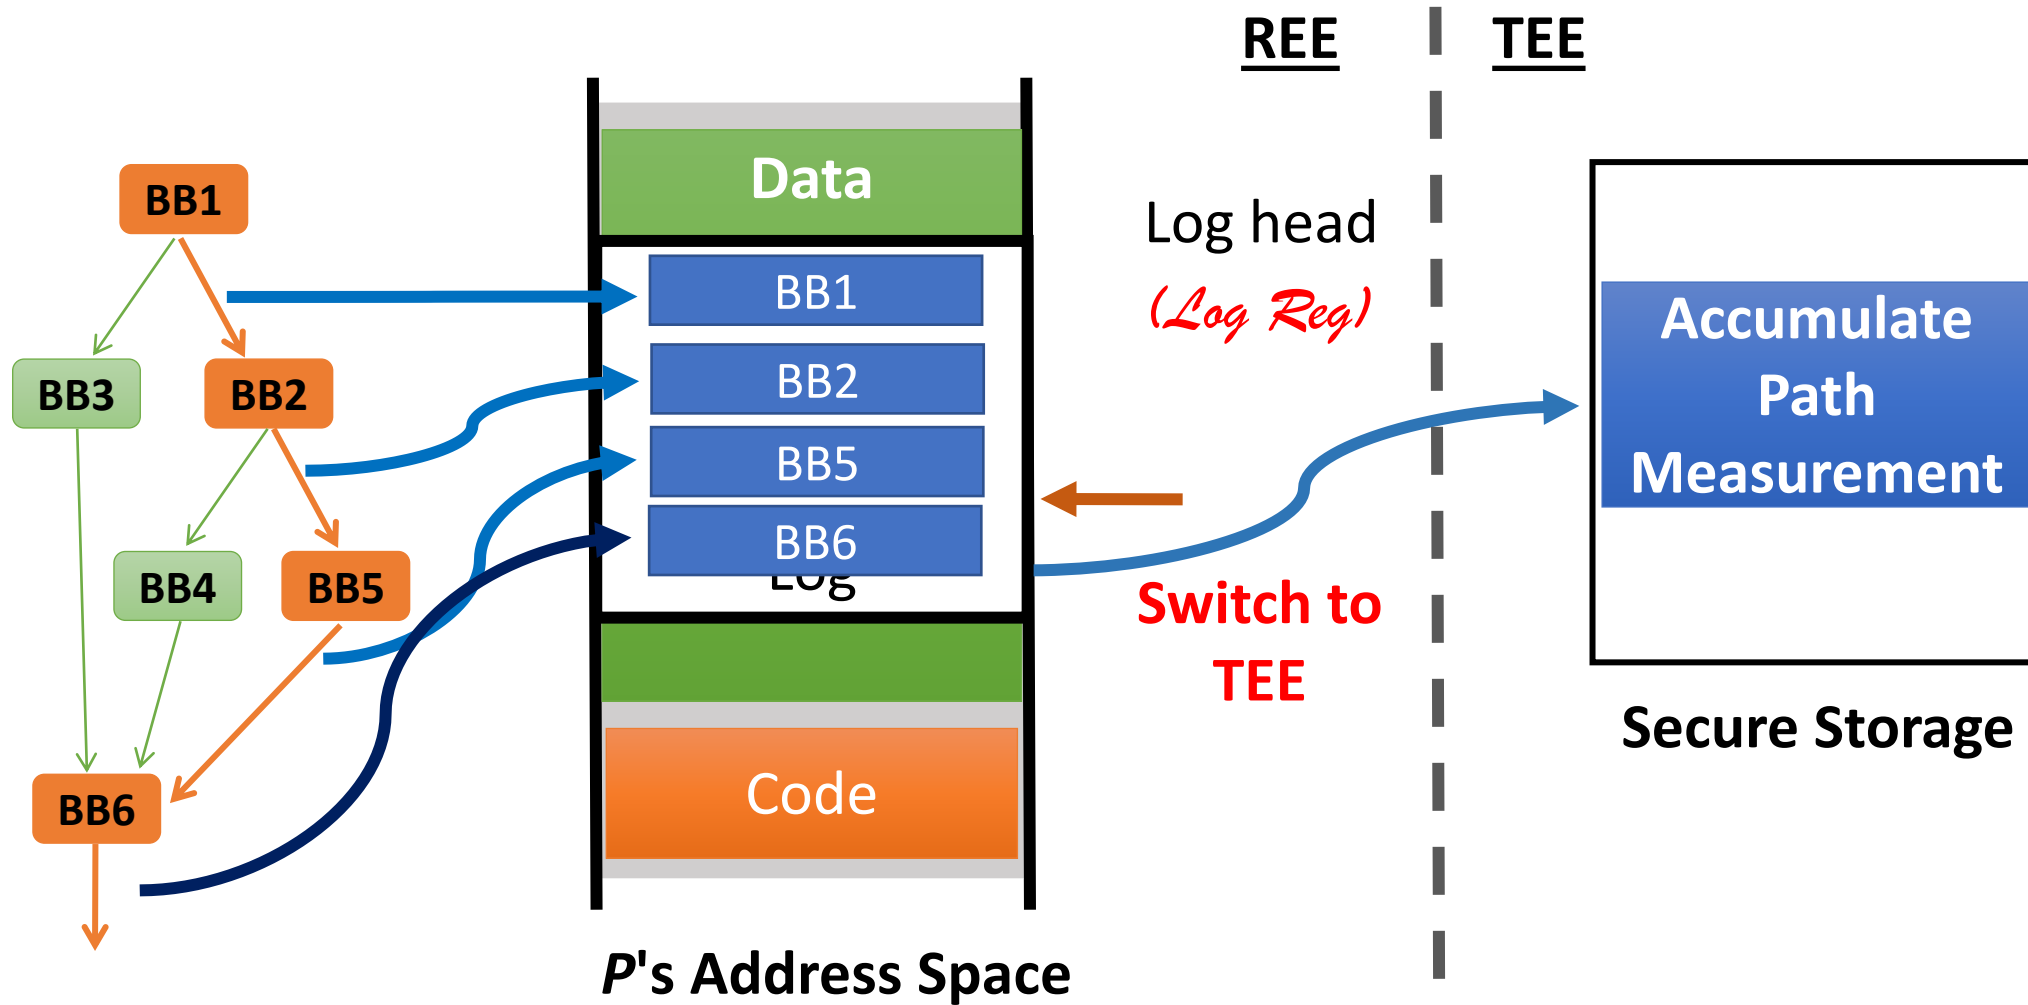 REE
TEE
BB1
BB3
BB2
BB4
BB5
BB6
Data
BB1
BB2
BB5
BB6
Log
Code
P's Address Space
Log head
(Log Reg)
Switch to
TEE
Accumulate
Path
Measurement
Secure Storage